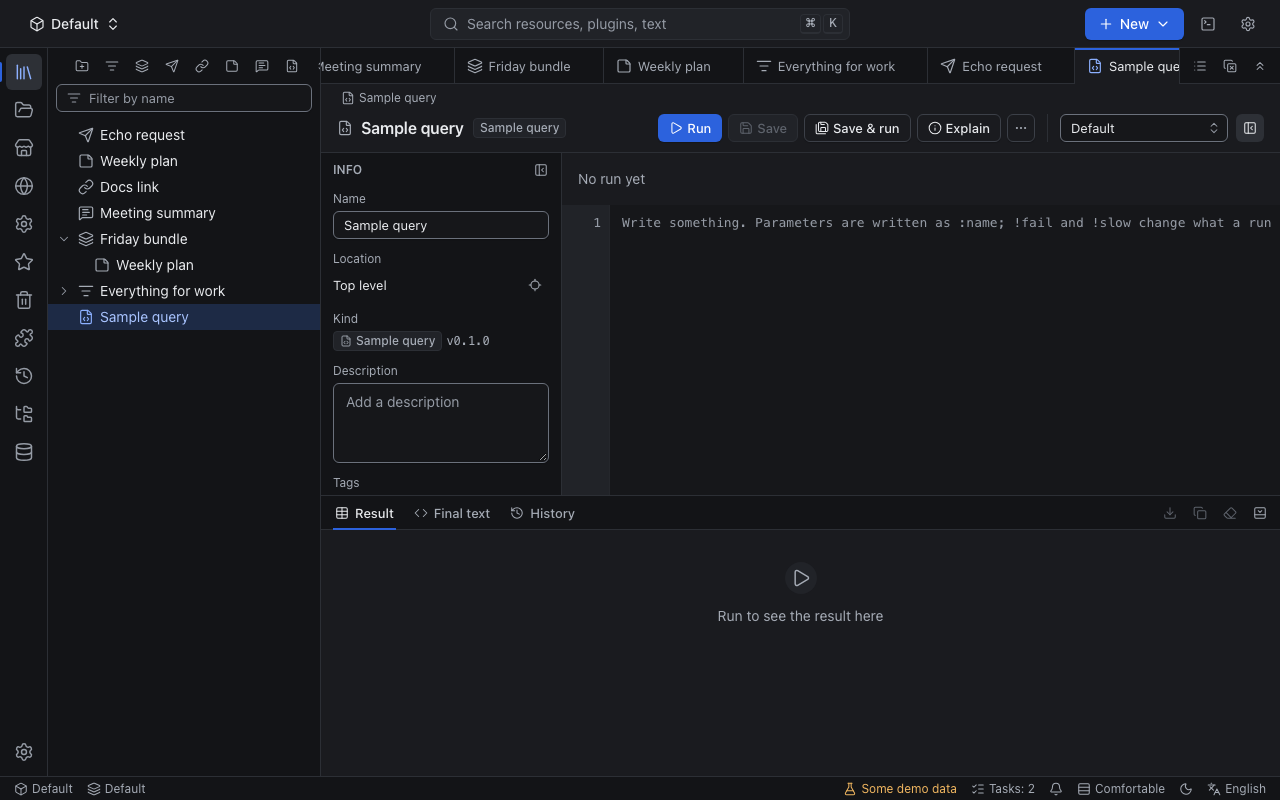 Default
Search resources, plugins, text
⌘ K
New
Meeting summary
Friday bundle
Weekly plan
Everything for work
Echo request
Sample que
Filter by name
Echo request
Weekly plan
Docs link
Meeting summary
Friday bundle
Weekly plan
Everything for work
Sample query
Sample query
Sample query
Sample query
Run
Save
Save & run
Explain
Default
INFO
Name
Sample query
Location
Top level
Kind
Sample query v0.1.0
Description
Add a description
Tags
No run yet
1
Write something. Parameters are written as :name; !fail and !slow change what a run
Result
Final text
History
Run to see the result here
Default
Default
Some demo data
Tasks: 2
Comfortable
English